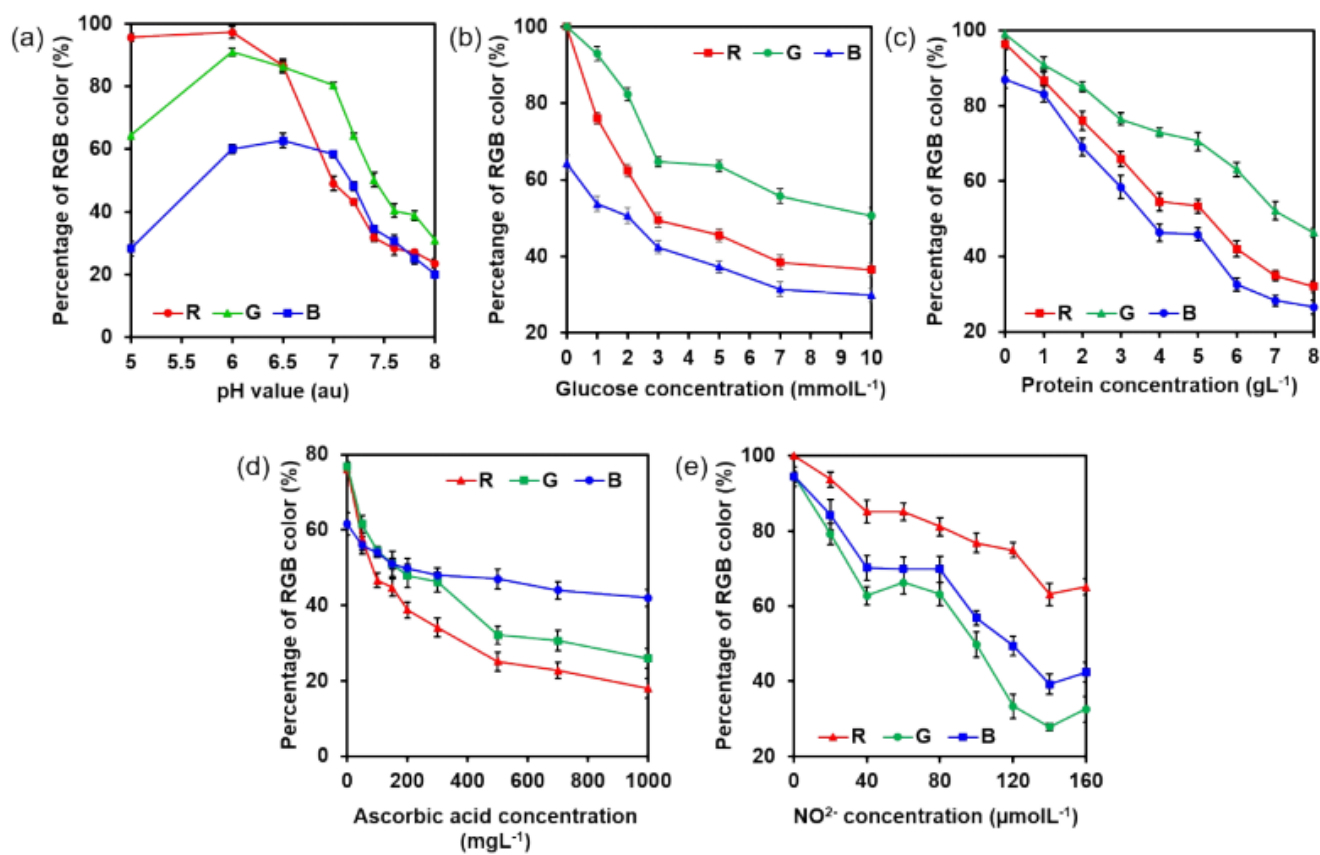 (a)
Percentage of RGB color (%)
100
80
60
40
20
0
R G B
5 5.5 6 6.5 7 7.5 8
pH value (au)
(b)
Percetange of RGB color (%)
100
80
60
40
20
R G B
0 1 2 3 4 5 6 7 8 9 10
Glucose concentration (mmolL-1)
(c)
Percentage of RGB color (%)
100
80
60
40
20
R G B
0 1 2 3 4 5 6 7 8
Protein concentration (gL-1)
(d)
Percentage of RGB color (%)
80
60
40
20
0
R G B
0 200 400 600 800 1000
Ascorbic acid concentration
(mgL-1)
(e)
Percentage of RGB color (%)
100
80
60
40
20
R G B
0 40 80 120 160
NO2- concentration (µmolL-1)